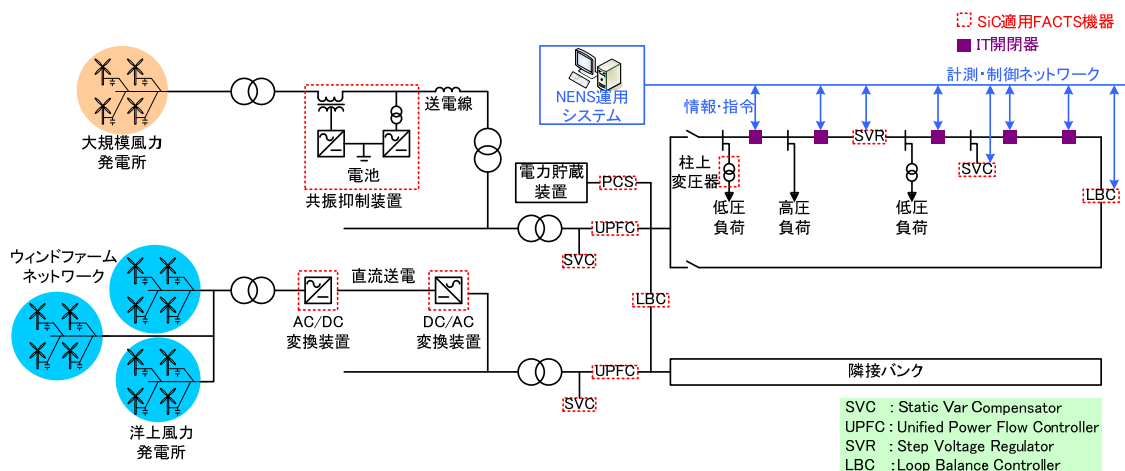 SiC適用FACTS機器
IT開閉器
計測・制御ネットワーク
NENS運用
システム
情報・指令
大規模風力
発電所
送電線
電池
共振抑制装置
電力貯蔵
装置
PCS
柱上
変圧器
SVR
SVC
LBC
低圧
負荷
高圧
負荷
低圧
負荷
UPFC
SVC
ウィンドファーム
ネットワーク
直流送電
AC/DC
変換装置
DC/AC
変換装置
LBC
UPFC
SVC
隣接バンク
洋上風力
発電所
SVC : Static Var Compensator
UPFC : Unified Power Flow Controller
SVR : Step Voltage Regulator
LBC : Loop Balance Controller